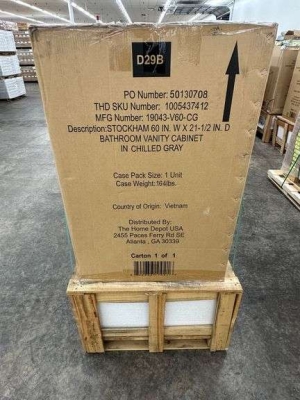 D29B
PO Number: 50130708
THD SKU Number: 1005437412
MFG Number: 19043-V60-CG
Description:STOCKHAM 60 IN. W X 21-1/2 IN. D
BATHROOM VANITY CABINET
IN CHILLED GRAY
Case Pack Size: 1 Unit
Case Weight: 164lbs.
Country of Origin: Vietnam
Distributed By:
The Home Depot USA
2455 Paces Ferry Rd SE
Atlanta , GA 30339
Carton 1 of 1